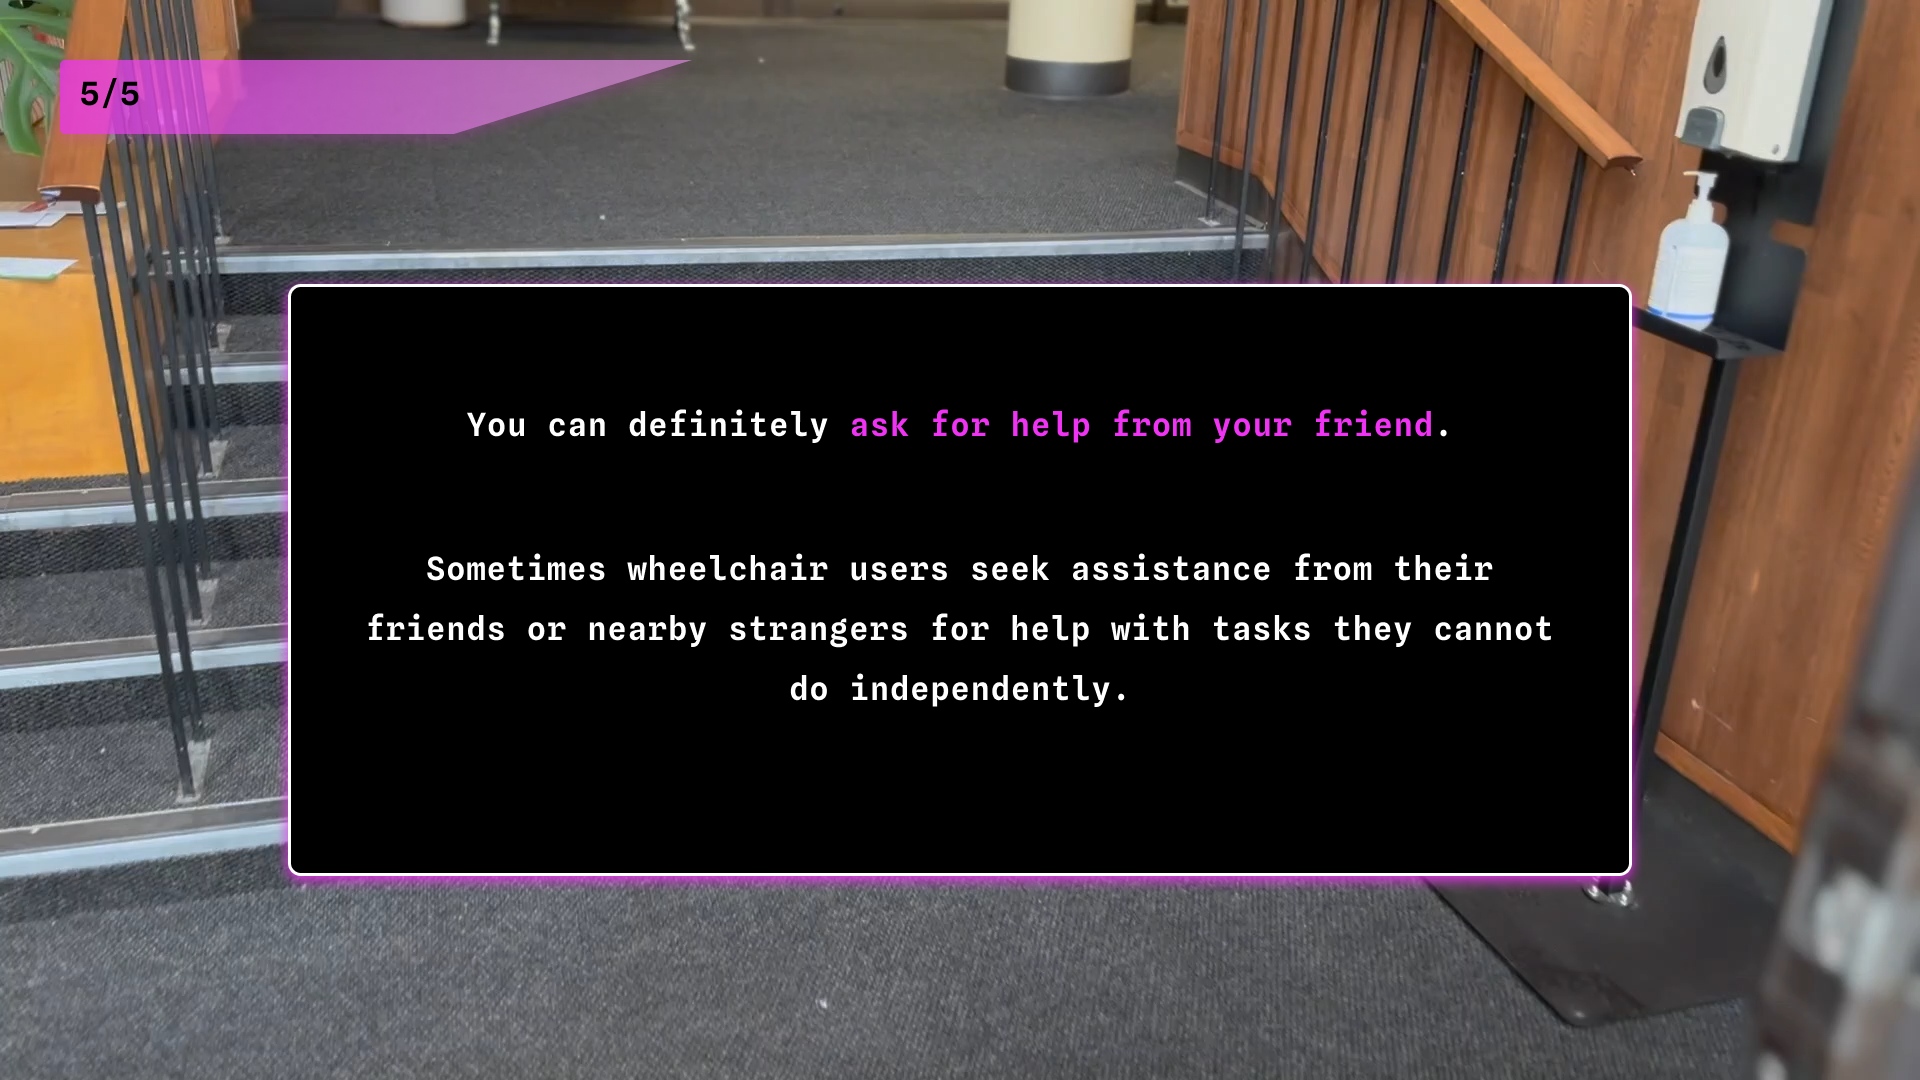 5/5
You can definitely ask for help from your friend.
Sometimes wheelchair users seek assistance from their
friends or nearby strangers for help with tasks they cannot
do independently.